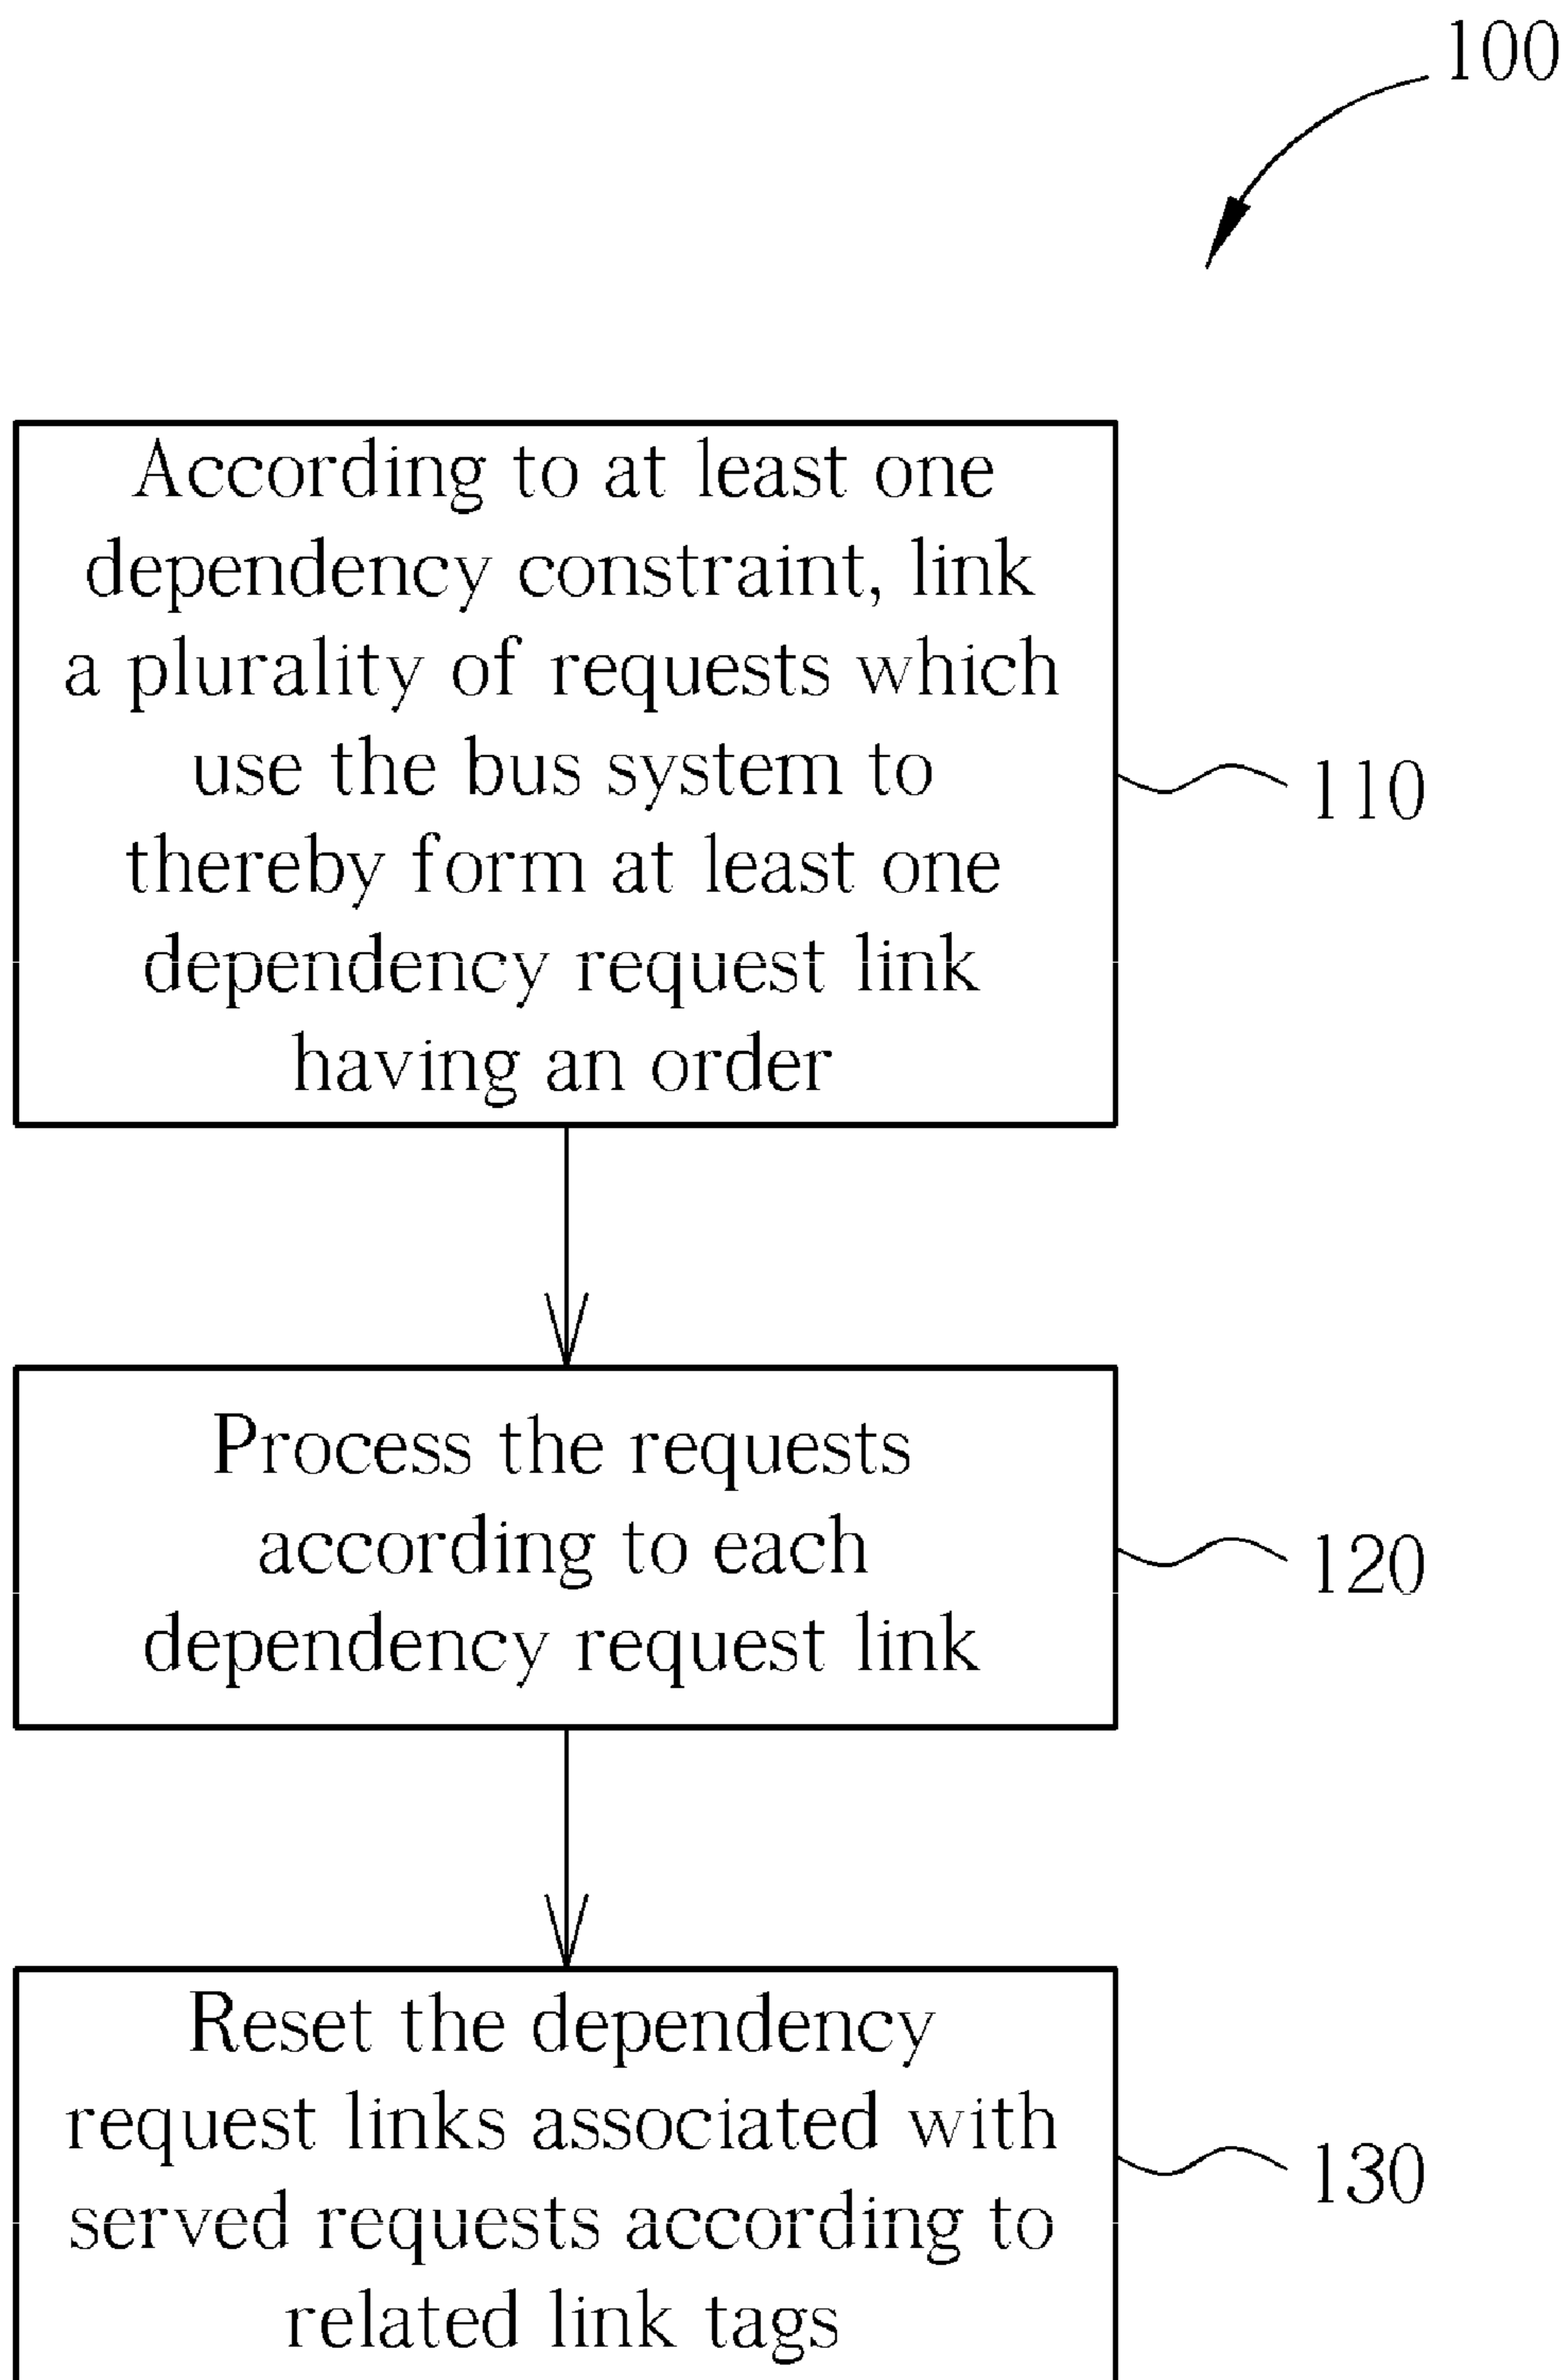 100
According to at least one
dependency constraint, link
a plurality of requests which
use the bus system to
thereby form at least one
dependency request link
having an order
110
Process the requests
according to each
dependency request link
120
Reset the dependency
request links associated with
served requests according to
related link tags
130